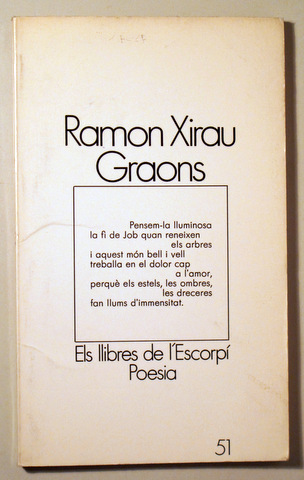 Ramon Xirau
Graons
Pensem-la lluminosa
la fi de Job quan reneixen
els arbres
i aquest món bell i vell
treballa en el dolor cap
a l'amor,
perquè els estels, les ombres,
les dreceres
fan llums d'immensitat.
Els llibres de l'Escorpí
Poesia
51